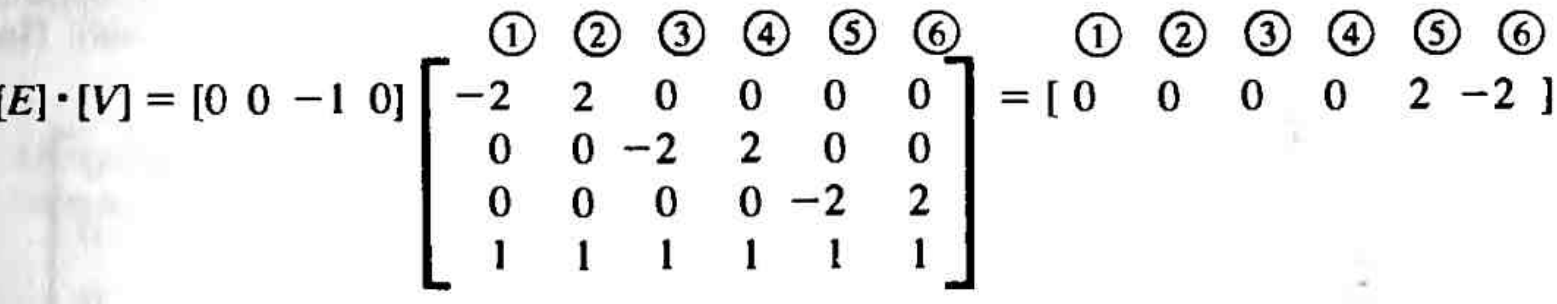 ① ② ③ ④ ⑤ ⑥ ① ② ③ ④ ⑤ ⑥
[E]·[V] = [0 0 −1 0] [ −2 2 0 0 0 0 ] = [ 0 0 0 0 2 −2 ]
0 0 −2 2 0 0
0 0 0 0 −2 2
1 1 1 1 1 1